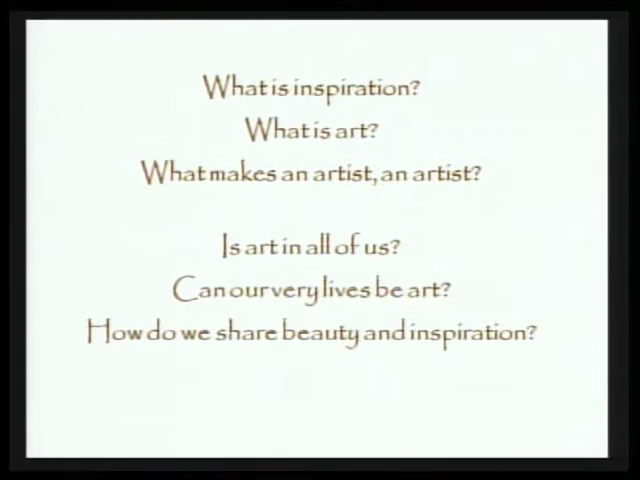 What is inspiration?
What is art?
What makes an artist, an artist?
Is art in all of us?
Can our very lives be art?
How do we share beauty and inspiration?